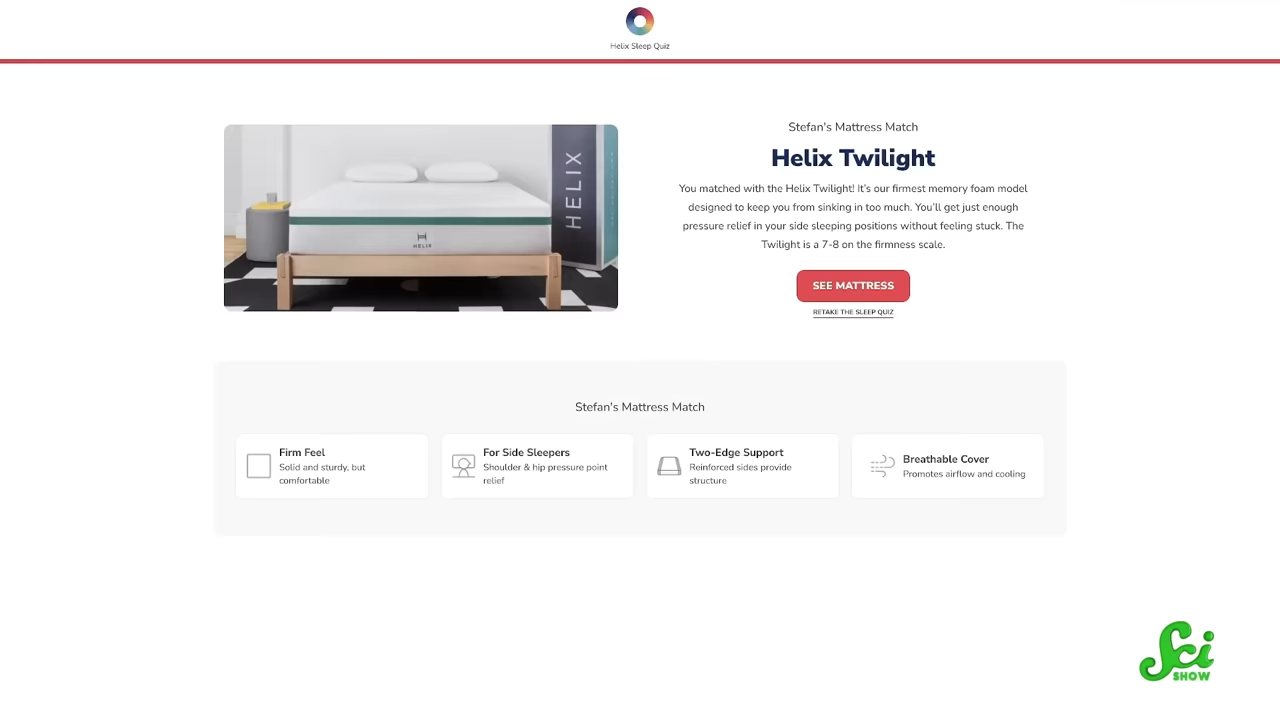 Helix Sleep Quiz
Stefan's Mattress Match
Helix Twilight
You matched with the Helix Twilight! It's our firmest memory foam model
designed to keep you from sinking in too much. You'll get just enough
pressure relief in your side sleeping positions without feeling stuck. The
Twilight is a 7-8 on the firmness scale.
SEE MATTRESS
RETAKE THE SLEEP QUIZ
HELIX
HELIX
Stefan's Mattress Match
Firm Feel
Solid and sturdy, but
comfortable
For Side Sleepers
Shoulder & hip pressure point
relief
Two-Edge Support
Reinforced sides provide
structure
Breathable Cover
Promotes airflow and cooling
Sci
SHOW